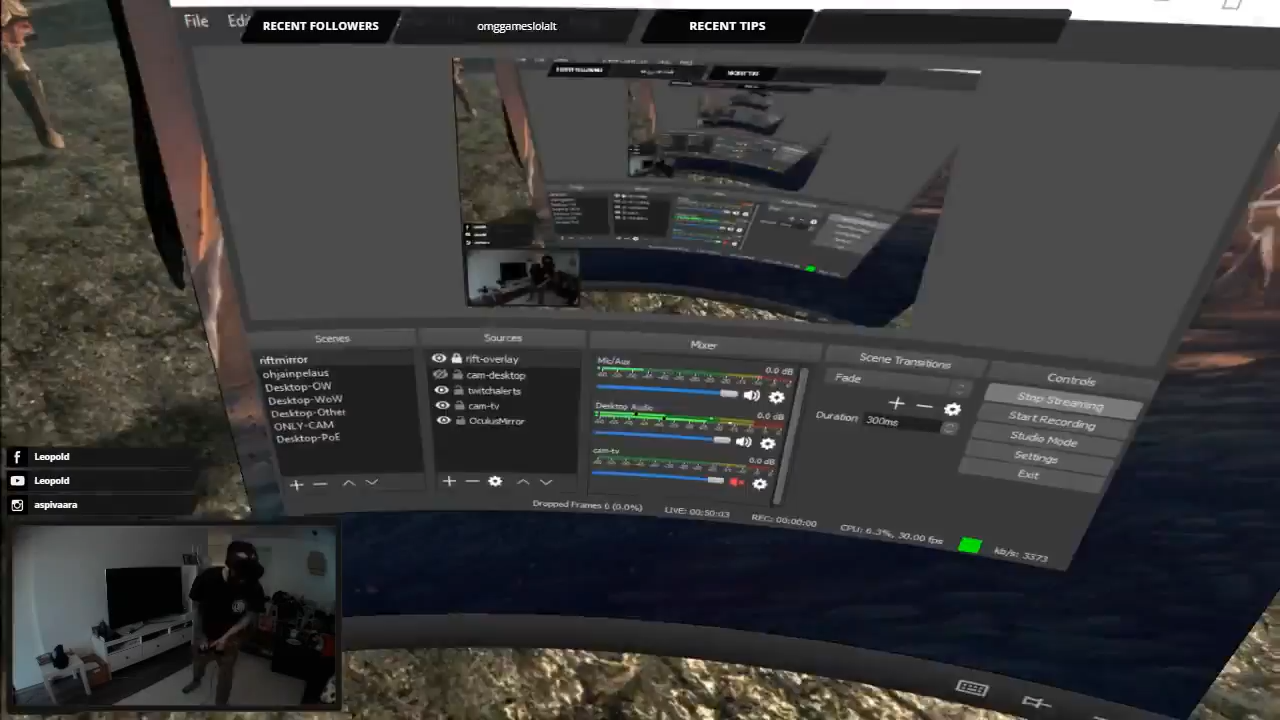 File Edi
RECENT FOLLOWERS
omggameslolalt
RECENT TIPS
Scenes
riftmirror
ohjainpelaus
Desktop-OW
Desktop-WoW
Desktop-Other
ONLY-CAM
Desktop-PoE
Sources
rift-overlay
cam-desktop
twitchalerts
cam-tv
OculusMirror
Mixer
Mic/Aux 0.0 dB
Desktop Audio 0.0 dB
cam-tv 0.0 dB
Scene Transitions
Fade
Duration 300ms
Controls
Stop Streaming
Start Recording
Studio Mode
Settings
Exit
Dropped Frames 0 (0.0%) LIVE: 00:50:03 REC: 00:00:00 CPU: 6.3%, 30.00 fps kb/s: 3373
Leopold
Leopold
aspivaara